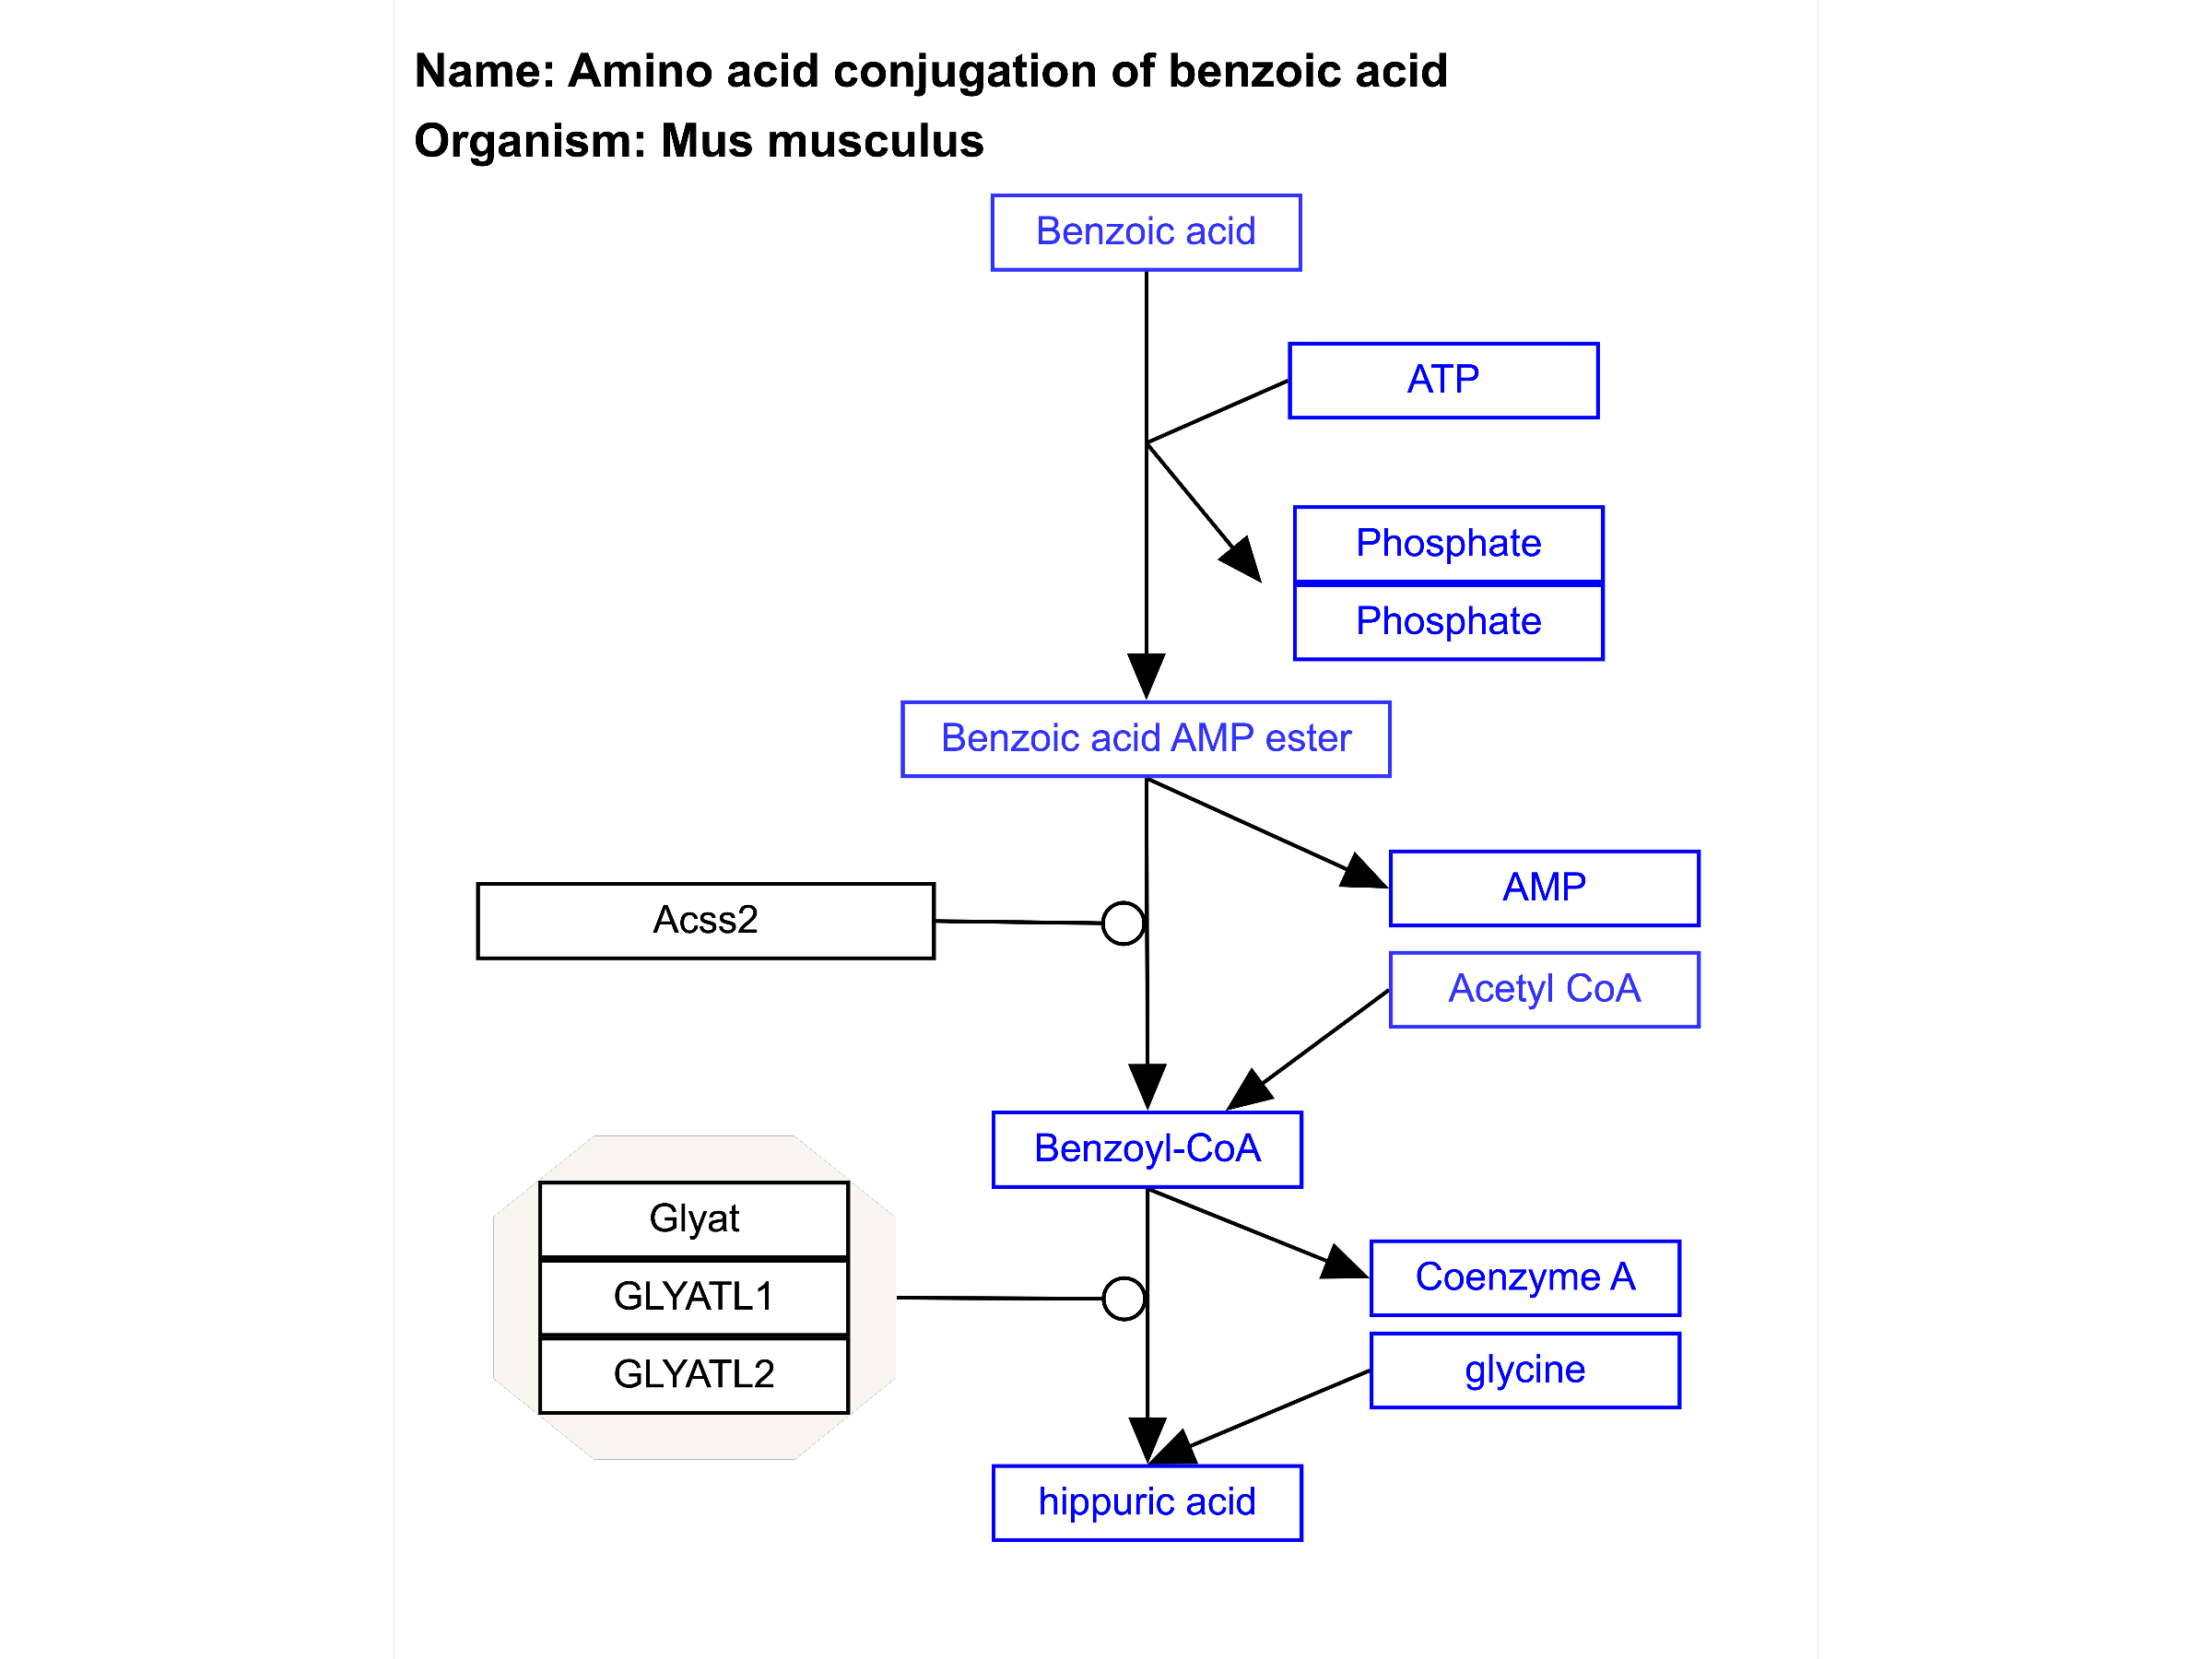 Name: Amino acid conjugation of benzoic acid
Organism: Mus musculus
Benzoic acid
ATP
Phosphate
Phosphate
Benzoic acid AMP ester
AMP
Acss2
Acetyl CoA
Benzoyl-CoA
Glyat
GLYATL1
GLYATL2
Coenzyme A
glycine
hippuric acid